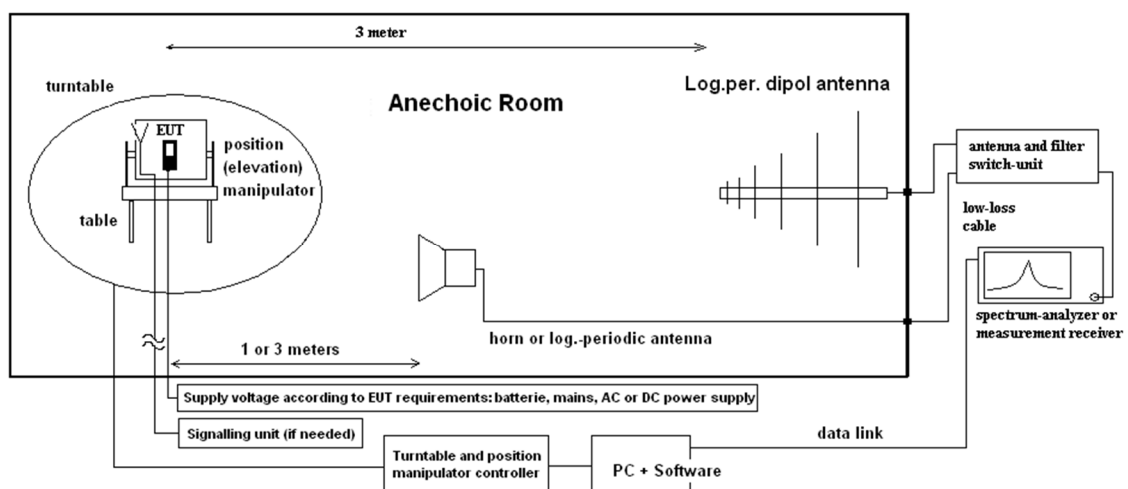 3 meter
turntable
Log.per. dipol antenna
Anechoic Room
EUT
position
(elevation)
manipulator
antenna and filter
switch-unit
table
low-loss
cable
spectrum-analyzer or
measurement receiver
horn or log.-periodic antenna
1 or 3 meters
Supply voltage according to EUT requirements: batterie, mains, AC or DC power supply
Signalling unit (if needed)
data link
Turntable and position
manipulator controller
PC + Software